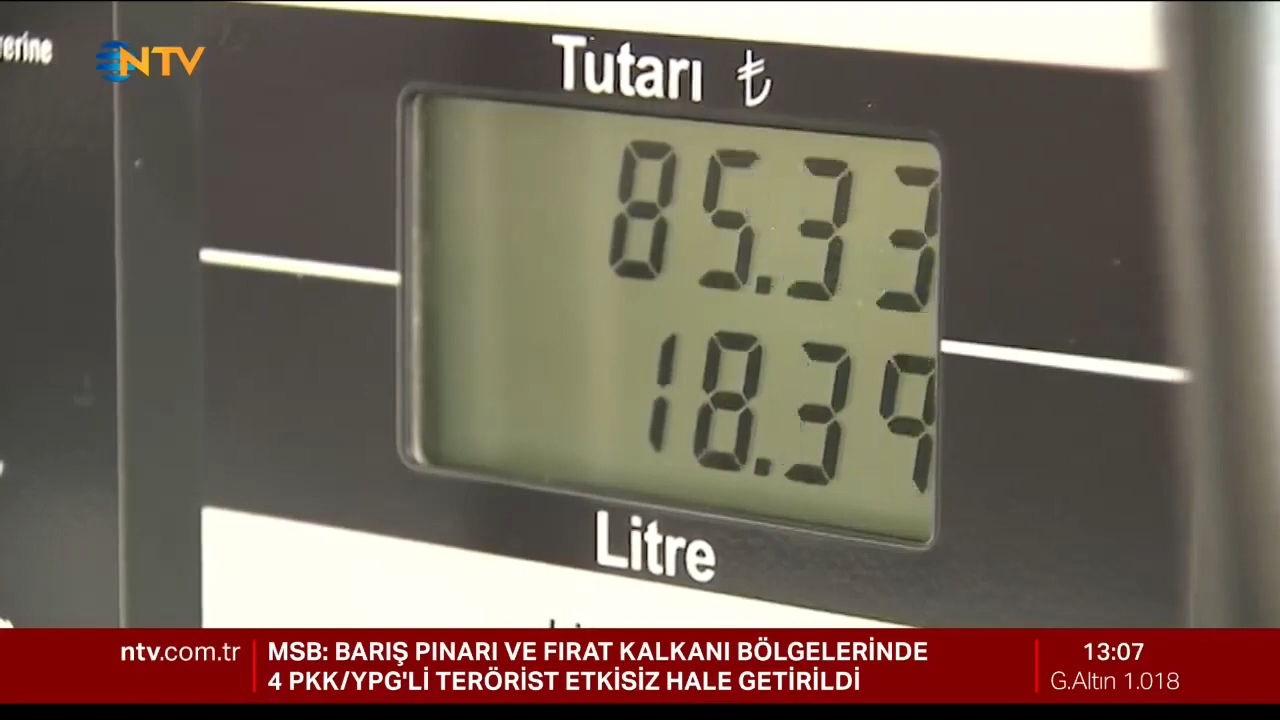 verine
NTV
Tutarı ₺
85.33
18.39
Litre
ntv.com.tr
MSB: BARIŞ PINARI VE FIRAT KALKANI BÖLGELERİNDE
4 PKK/YPG'Lİ TERÖRİST ETKİSİZ HALE GETİRİLDİ
13:07
G.Altın 1.018